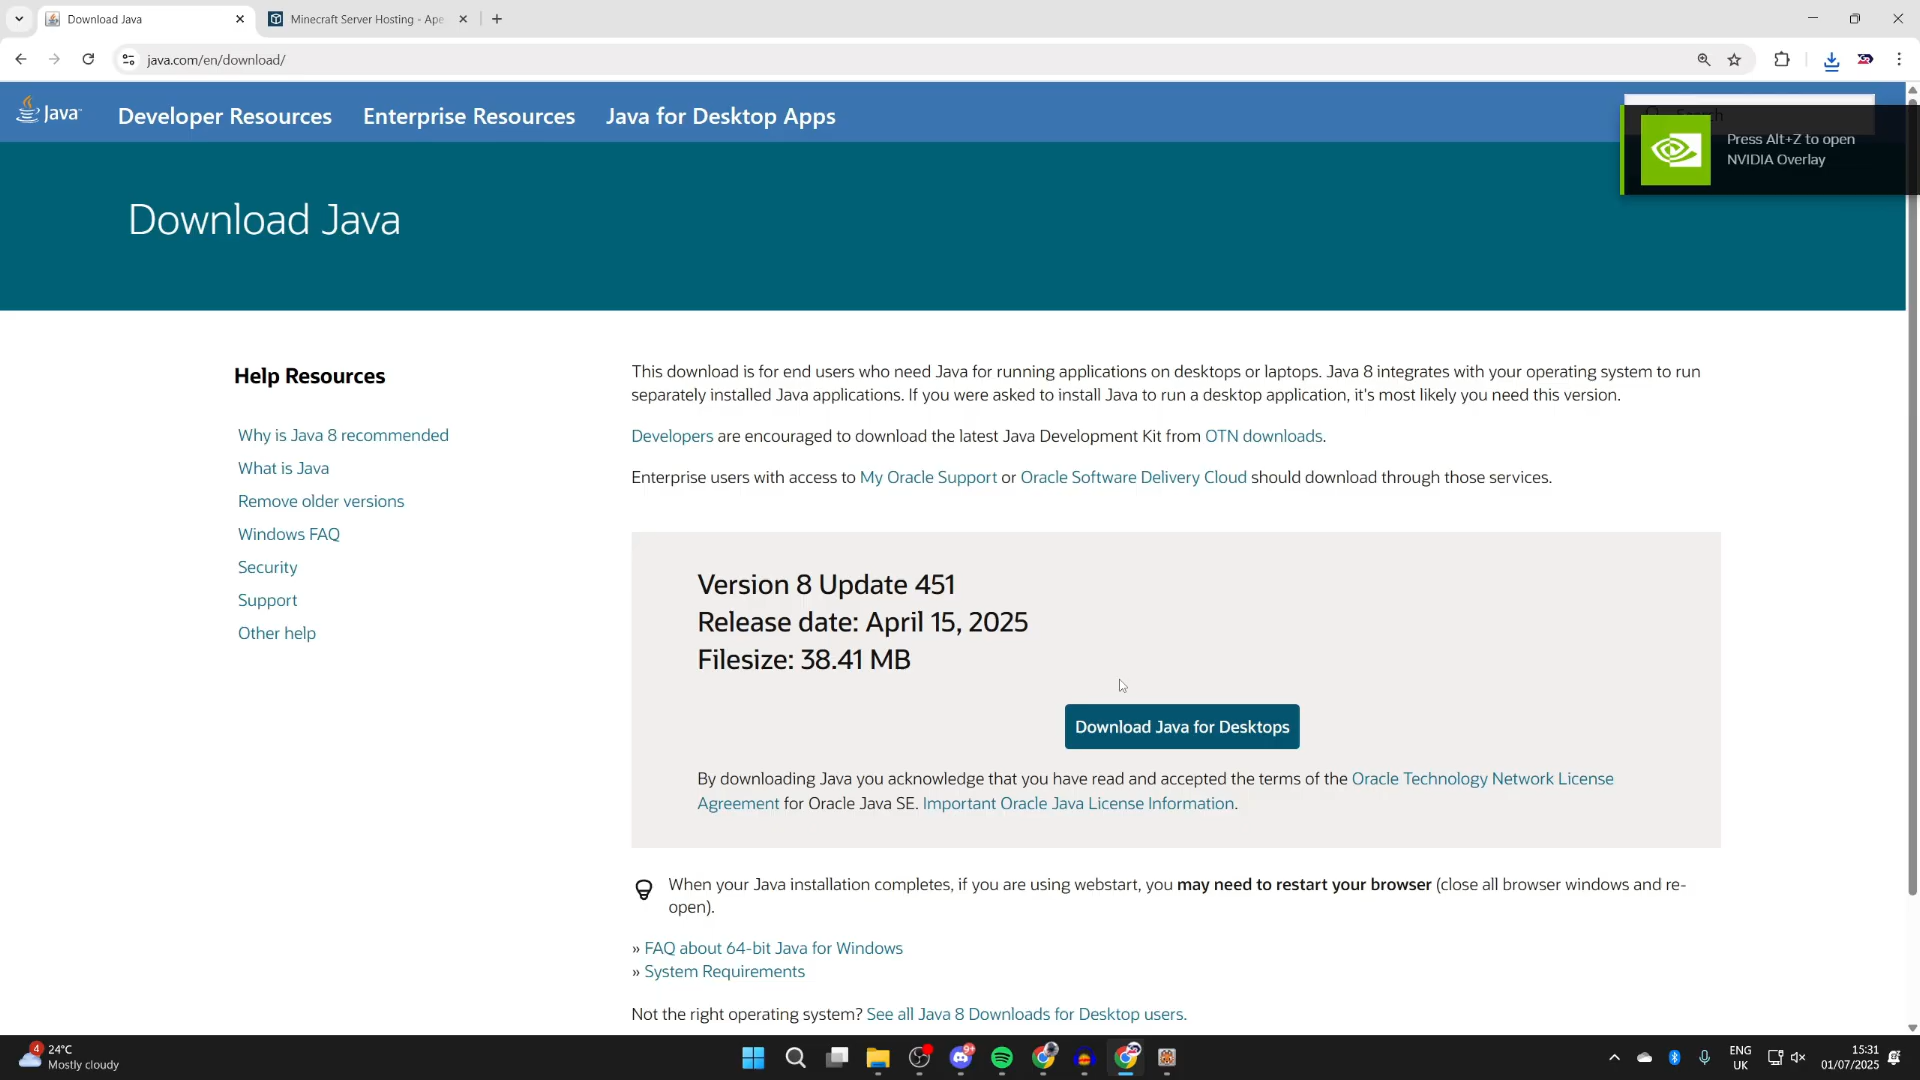 Download Java
Minecraft Server Hosting - Ape
java.com/en/download/
Java
Developer Resources
Enterprise Resources
Java for Desktop Apps
Press Alt+Z to open
NVIDIA Overlay
Download Java
Help Resources
Why is Java 8 recommended
What is Java
Remove older versions
Windows FAQ
Security
Support
Other help
This download is for end users who need Java for running applications on desktops or laptops. Java 8 integrates with your operating system to run
separately installed Java applications. If you were asked to install Java to run a desktop application, it's most likely you need this version.
Developers are encouraged to download the latest Java Development Kit from OTN downloads.
Enterprise users with access to My Oracle Support or Oracle Software Delivery Cloud should download through those services.
Version 8 Update 451
Release date: April 15, 2025
Filesize: 38.41 MB
Download Java for Desktops
By downloading Java you acknowledge that you have read and accepted the terms of the Oracle Technology Network License
Agreement for Oracle Java SE. Important Oracle Java License Information.
When your Java installation completes, if you are using webstart, you may need to restart your browser (close all browser windows and re-
open).
» FAQ about 64-bit Java for Windows
» System Requirements
Not the right operating system? See all Java 8 Downloads for Desktop users.
4
24°C
Mostly cloudy
9+
ENG
UK
15:31
01/07/2025